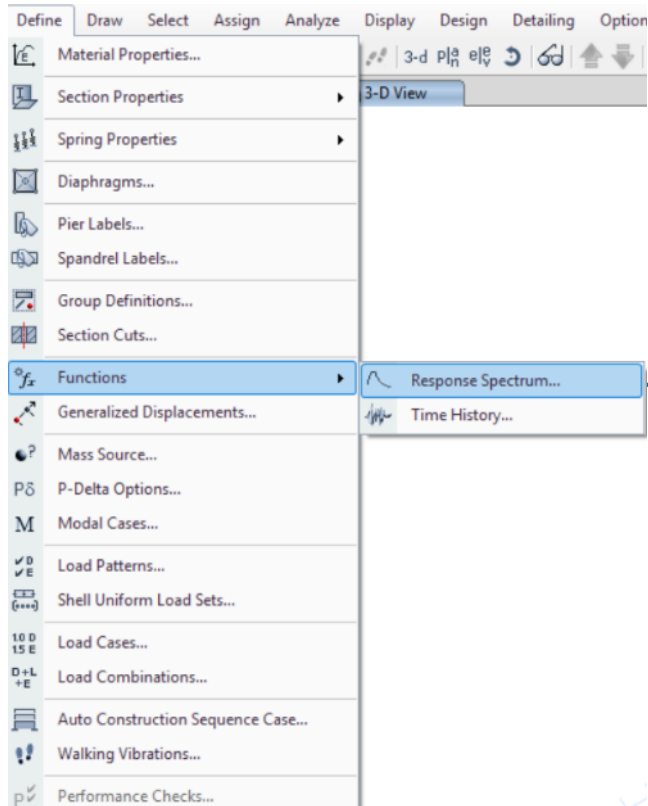 Define Draw Select Assign Analyze Display Design Detailing Option
Material Properties...
3-d
Section Properties
3-D View
Spring Properties
Diaphragms...
Pier Labels...
Spandrel Labels...
Group Definitions...
Section Cuts...
Functions
Response Spectrum...
Generalized Displacements...
Time History...
Mass Source...
Pδ P-Delta Options...
M Modal Cases...
Load Patterns...
Shell Uniform Load Sets...
Load Cases...
Load Combinations...
Auto Construction Sequence Case...
Walking Vibrations...
Performance Checks...